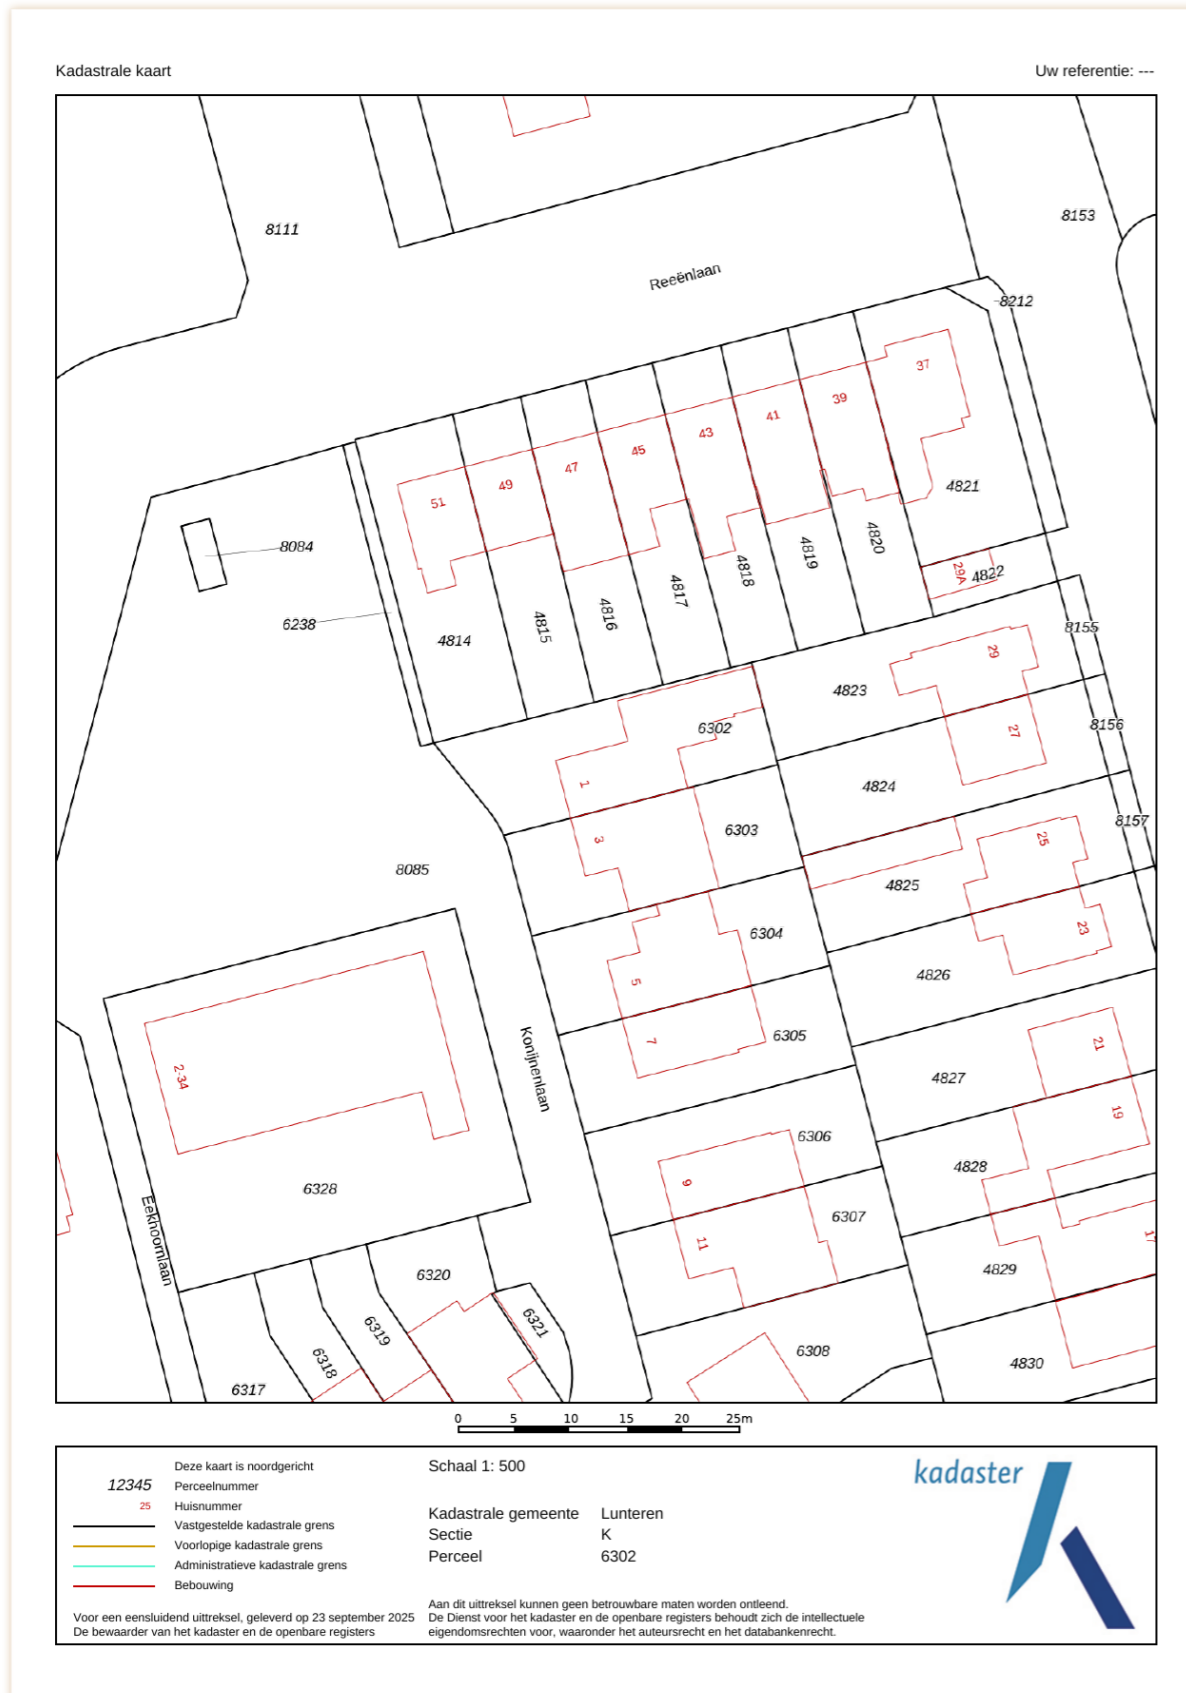 Kadastrale kaart
Uw referentie: ---
8111
8153
Reeënlaan
8212
37
39
41
43
45
47
49
51
4821
8084
4820
4819
4818
4817
4816
4815
29A
4822
6238
4814
8155
29
4823
6302
8156
27
1
4824
8157
3
6303
25
8085
4825
6304
23
4826
5
6305
7
21
Konijnenlaan
2-34
4827
19
6306
4828
9
6328
6307
Eekhoornlaan
11
17
4829
6320
6321
6319
6308
6318
4830
6317
0 5 10 15 20 25m
Deze kaart is noordgericht
12345 Perceelnummer
25 Huisnummer
Vastgestelde kadastrale grens
Voorlopige kadastrale grens
Administratieve kadastrale grens
Bebouwing
Voor een eensluidend uittreksel, geleverd op 23 september 2025
De bewaarder van het kadaster en de openbare registers
Schaal 1: 500
Kadastrale gemeente Lunteren
Sectie K
Perceel 6302
Aan dit uittreksel kunnen geen betrouwbare maten worden ontleend.
De Dienst voor het kadaster en de openbare registers behoudt zich de intellectuele
eigendomsrechten voor, waaronder het auteursrecht en het databankenrecht.
kadaster